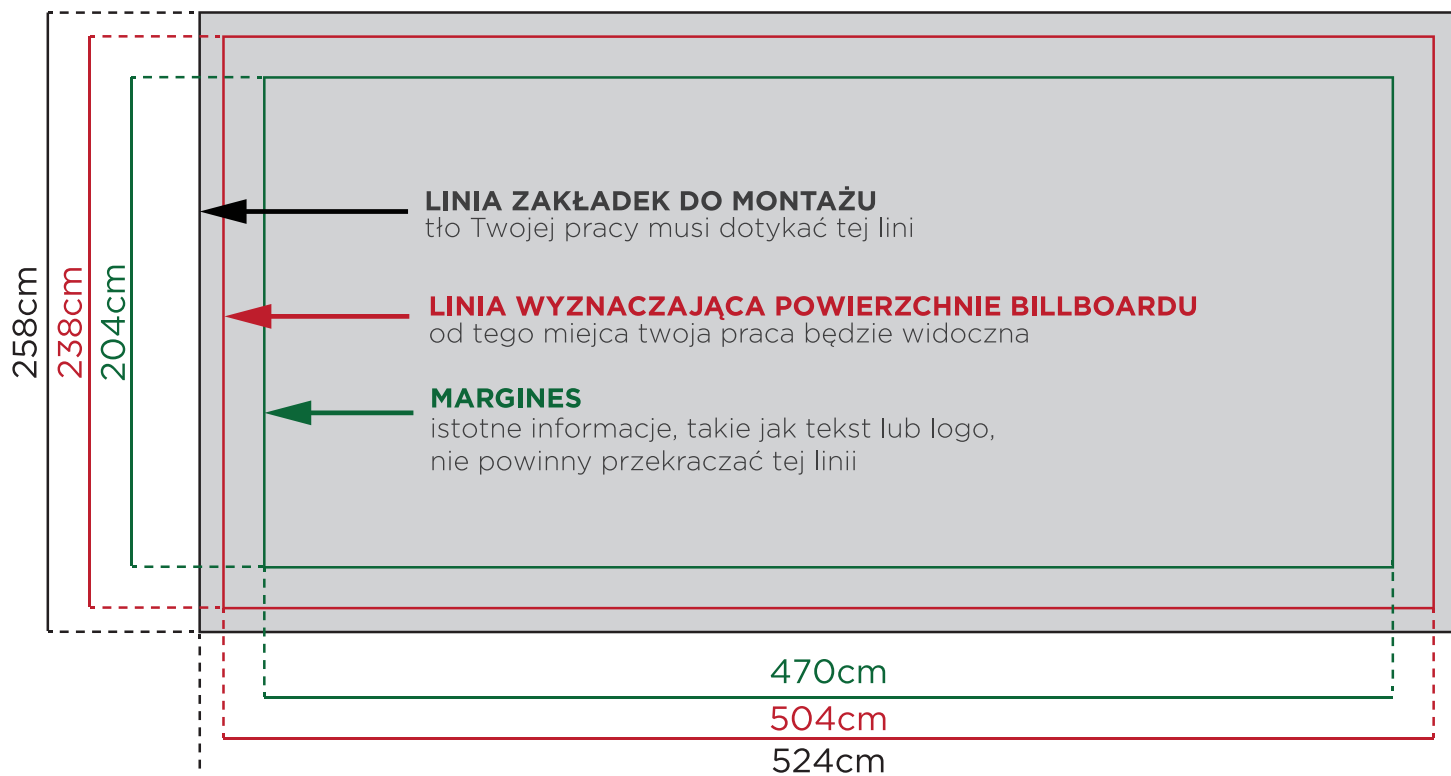 LINIA ZAKŁADEK DO MONTAŻU
tło Twojej pracy musi dotykać tej lini
LINIA WYZNACZAJĄCA POWIERZCHNIE BILLBOARDU
od tego miejca twoja praca będzie widoczna
MARGINES
istotne informacje, takie jak tekst lub logo,
nie powinny przekraczać tej linii
258cm
238cm
204cm
470cm
504cm
524cm